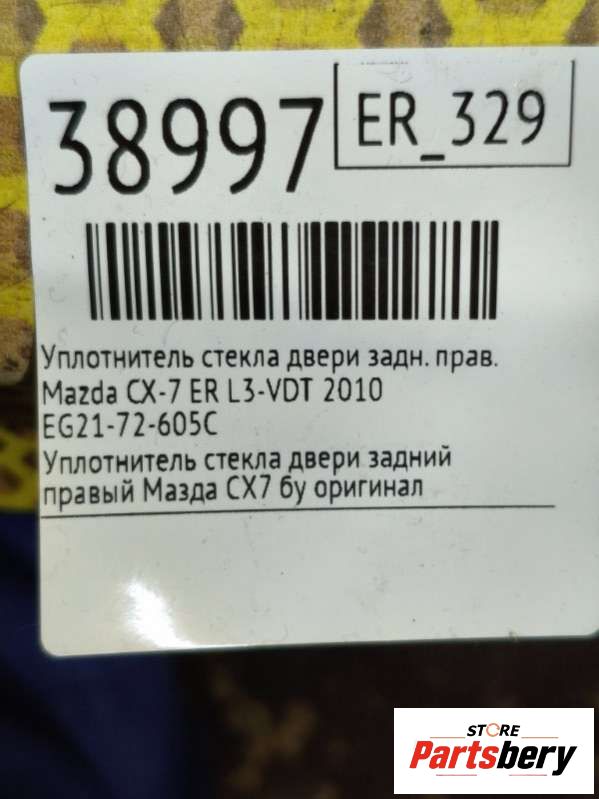 38997
ER_329
Уплотнитель стекла двери задн. прав.
Mazda CX-7 ER L3-VDT 2010
EG21-72-605C
Уплотнитель стекла двери задний
правый Мазда СХ7 бу оригинал
STORE
Partsbery